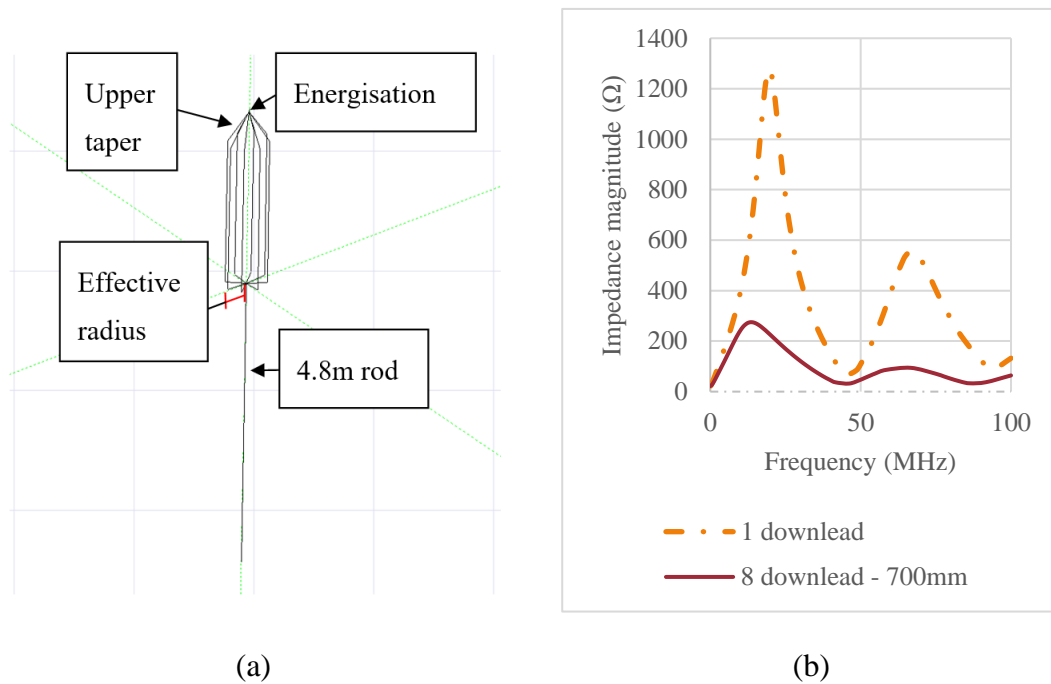 Upper
taper
Energisation
Effective
radius
4.8m rod
(a)
Impedance magnitude (Ω)
1400
1200
1000
800
600
400
200
0
0 50 100
Frequency (MHz)
1 downlead
8 downlead - 700mm
(b)